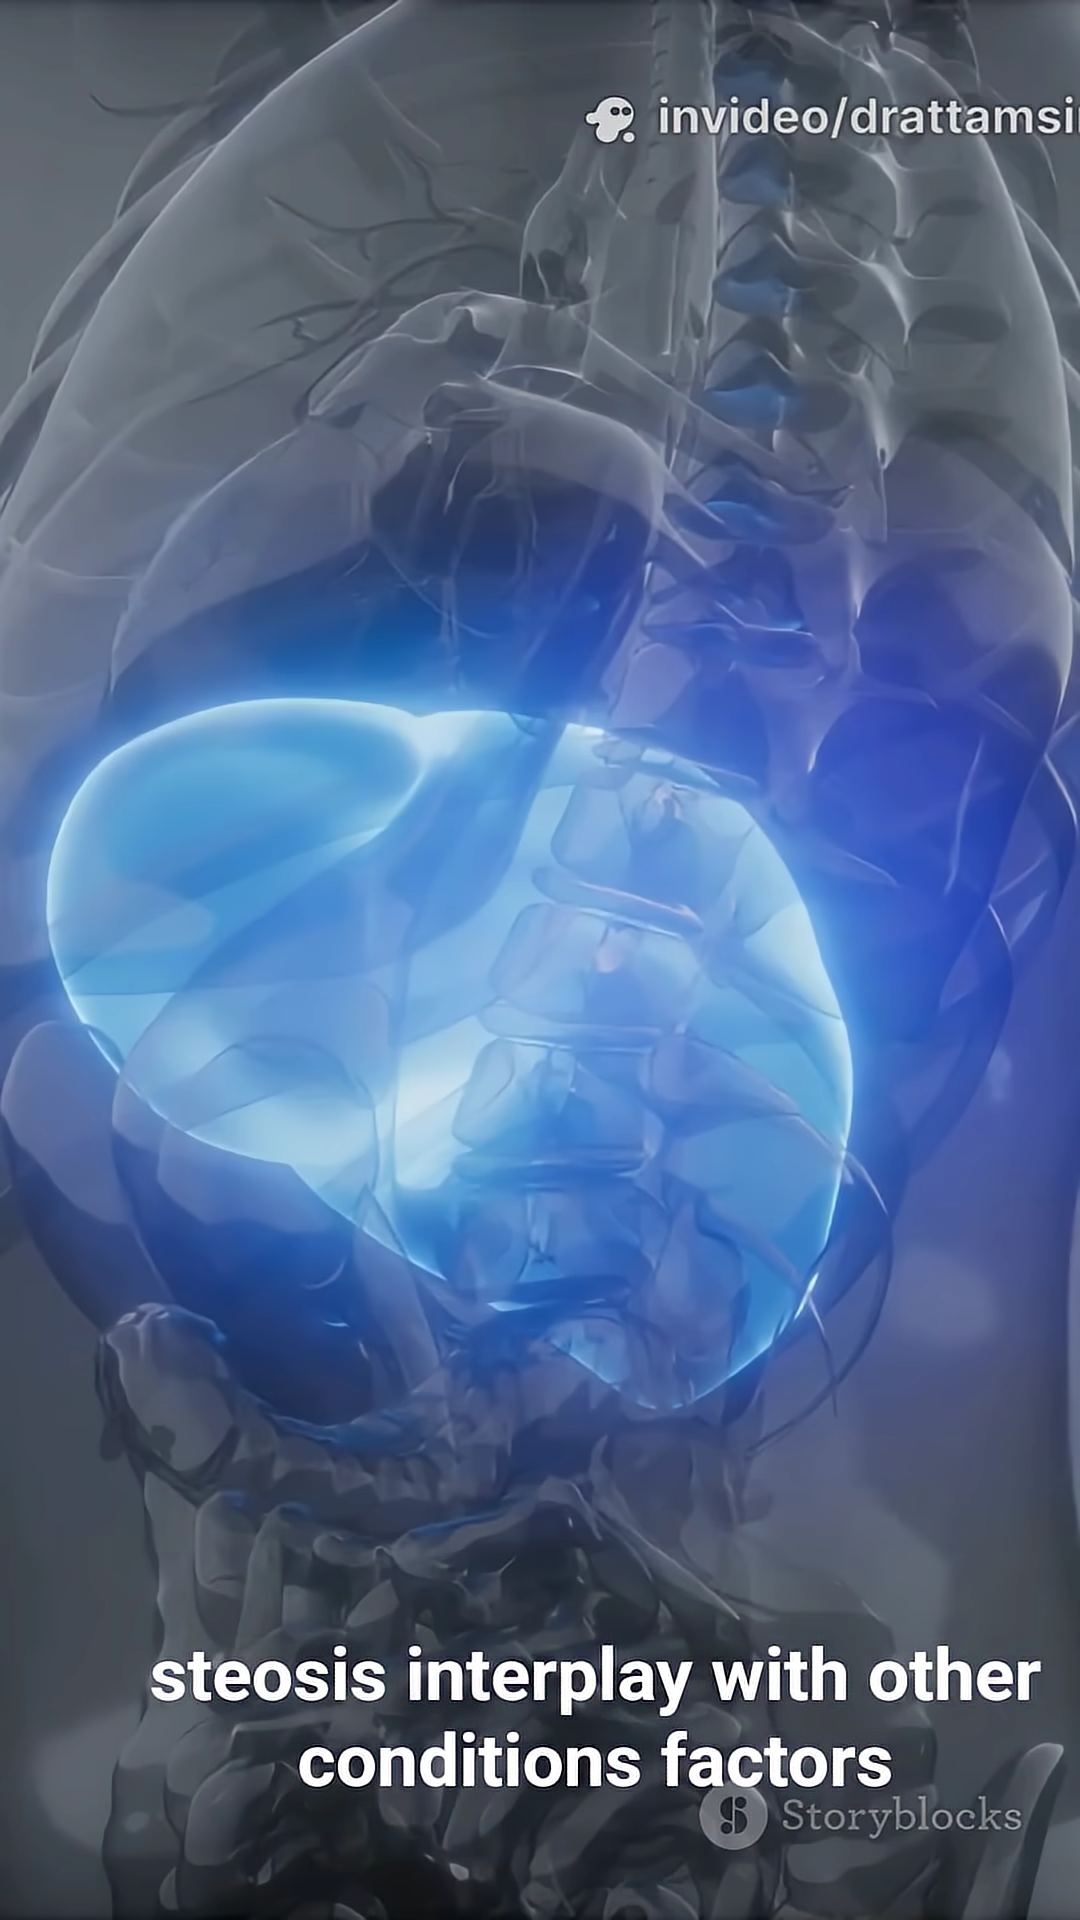 invideo/drattamsi
steosis interplay with other
conditions factors
Storyblocks